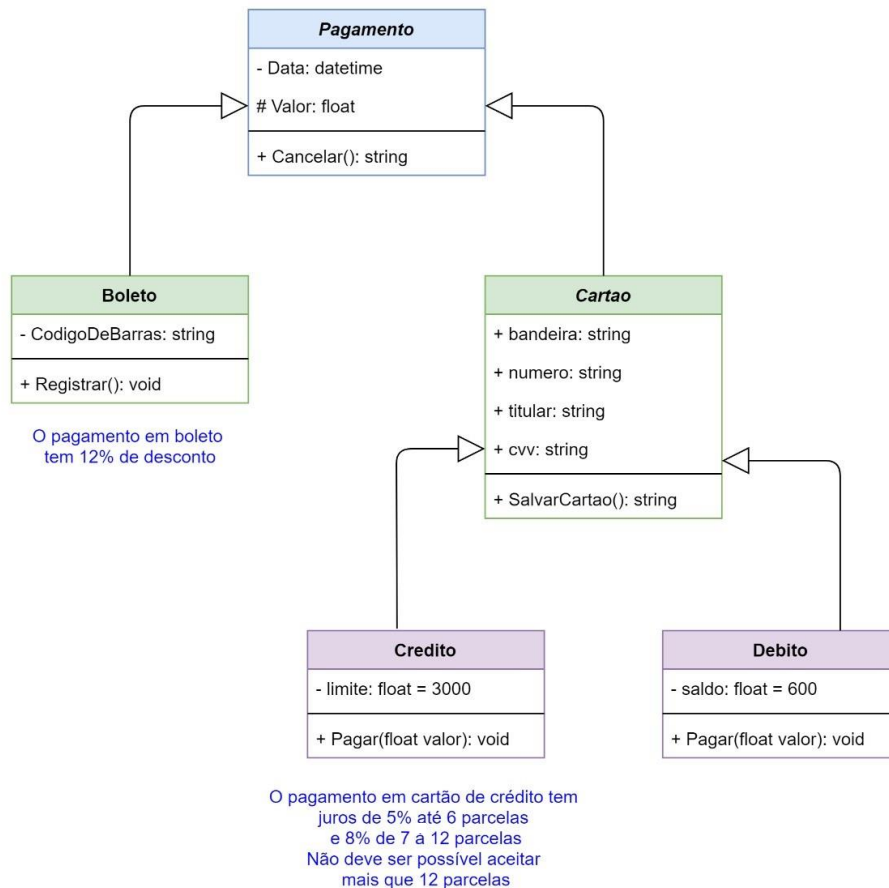 Pagamento
- Data: datetime
# Valor: float
+ Cancelar(): string
Boleto
- CodigoDeBarras: string
+ Registrar(): void
O pagamento em boleto
tem 12% de desconto
Cartao
+ bandeira: string
+ numero: string
+ titular: string
+ cvv: string
+ SalvarCartao(): string
Credito
- limite: float = 3000
+ Pagar(float valor): void
O pagamento em cartão de crédito tem
juros de 5% até 6 parcelas
e 8% de 7 à 12 parcelas
Não deve ser possível aceitar
mais que 12 parcelas
Debito
- saldo: float = 600
+ Pagar(float valor): void